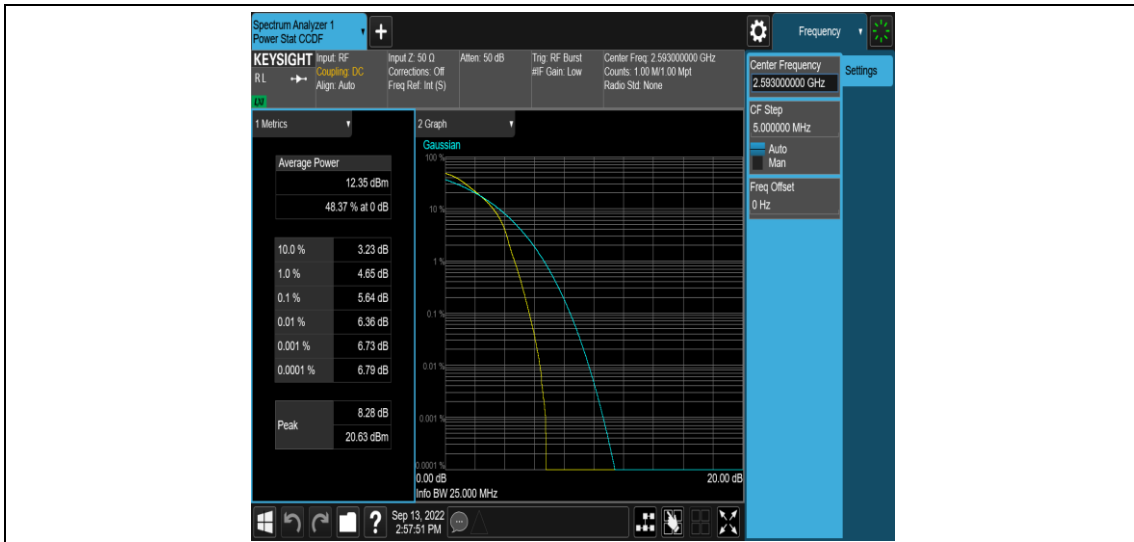 Spectrum Analyzer 1
Power Stat CCDF
+
Frequency
KEYSIGHT
RL
LM
Input: RF
Coupling: DC
Align: Auto
Input Z: 50 Ω
Corrections: Off
Freq Ref: Int (S)
Atten: 50 dB
Trig: RF Burst
#IF Gain: Low
Center Freq: 2.593000000 GHz
Counts: 1.00 M/1.00 Mpt
Radio Std: None
Center Frequency
2.593000000 GHz
Settings
CF Step
5.000000 MHz
Auto
Man
Freq Offset
0 Hz
1 Metrics
Average Power
12.35 dBm
48.37 % at 0 dB
10.0 % 3.23 dB
1.0 % 4.65 dB
0.1 % 5.64 dB
0.01 % 6.36 dB
0.001 % 6.73 dB
0.0001 % 6.79 dB
Peak
8.28 dB
20.63 dBm
2 Graph
Gaussian
100 %
10 %
1 %
0.1 %
0.01 %
0.001 %
0.0001 %
0.00 dB 20.00 dB
Info BW 25.000 MHz
?
Sep 13, 2022
2:57:51 PM